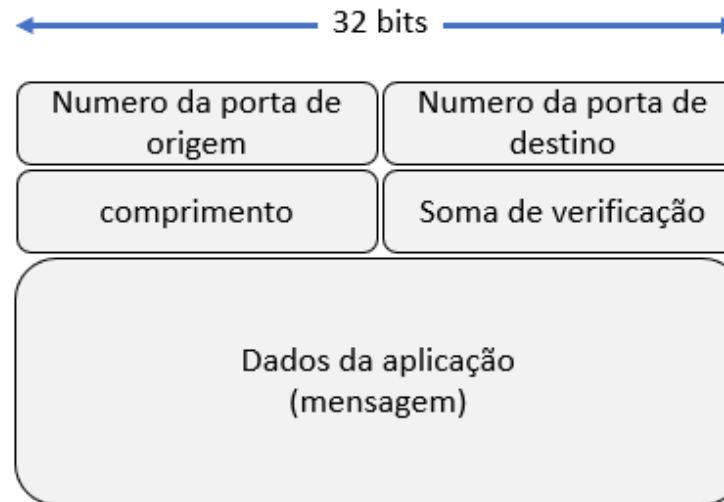 32 bits
Numero da porta de
origem
Numero da porta de
destino
comprimento
Soma de verificação
Dados da aplicação
(mensagem)